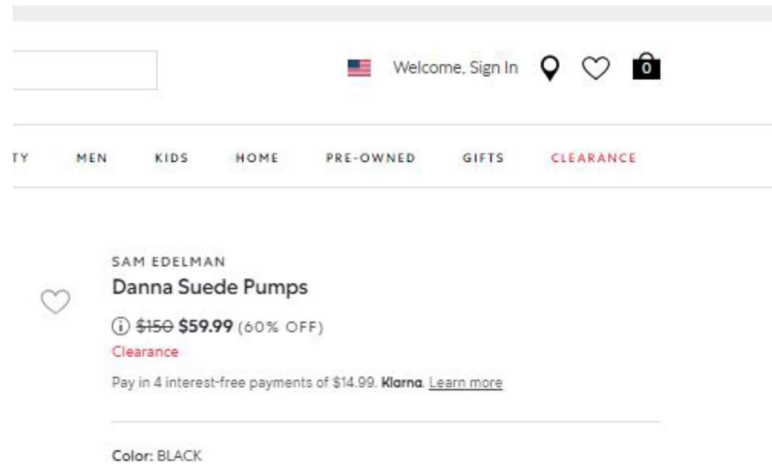 Welcome, Sign In 0
TY MEN KIDS HOME PRE-OWNED GIFTS CLEARANCE
SAM EDELMAN
Danna Suede Pumps
$150 $59.99 (60% OFF)
Clearance
Pay in 4 interest-free payments of $14.99. Klarna. Learn more
Color: BLACK